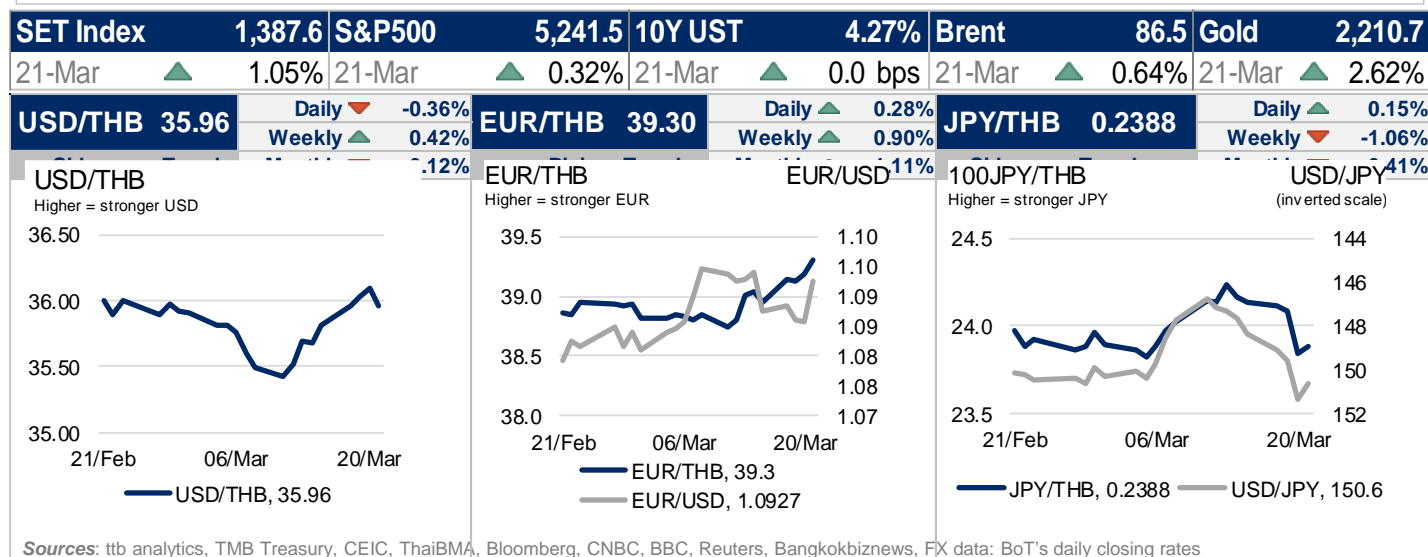 SET Index 1,387.6 S&P500 5,241.5 10Y UST 4.27% Brent 86.5 Gold 2,210.7
21-Mar 1.05% 21-Mar 0.32% 21-Mar 0.0 bps 21-Mar 0.64% 21-Mar 2.62%
USD/THB 35.96 Daily -0.36% EUR/THB 39.30 Daily 0.28% JPY/THB 0.2388 Daily 0.15%
Weekly 0.42% Weekly 0.90% Weekly -1.06%
.12% 11% 41%
USD/THB
Higher = stronger USD
36.50
36.00
35.50
35.00
21/Feb 06/Mar 20/Mar
USD/THB, 35.96
EUR/THB EUR/USD
Higher = stronger EUR
39.5 1.10
1.10
39.0 1.09
1.09
38.5 1.08
1.08
38.0 1.07
21/Feb 06/Mar 20/Mar
EUR/THB, 39.3
EUR/USD, 1.0927
100JPY/THB USD/JPY
Higher = stronger JPY (inverted scale)
24.5 144
146
24.0 148
150
23.5 152
21/Feb 06/Mar 20/Mar
JPY/THB, 0.2388 USD/JPY, 150.6
Sources: ttb analytics, TMB Treasury, CEIC, ThaiBMA, Bloomberg, CNBC, BBC, Reuters, Bangkokbiznews, FX data: BoT's daily closing rates